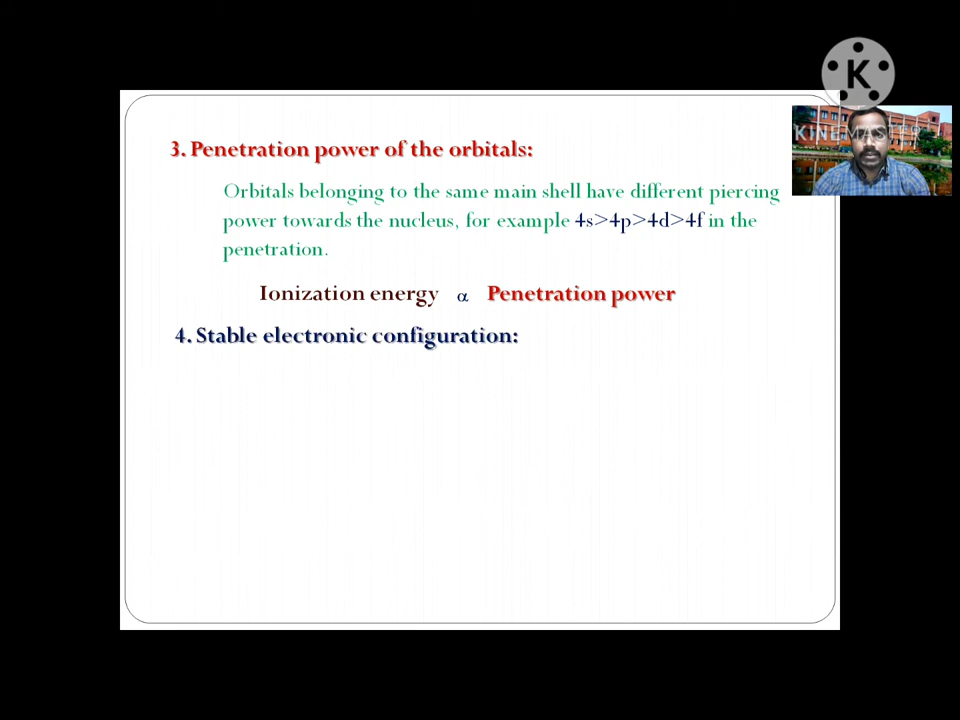 K
KINEMASTER
3. Penetration power of the orbitals:
Orbitals belonging to the same main shell have different piercing
power towards the nucleus, for example 4s>4p>4d>4f in the
penetration.
Ionization energy α Penetration power
4. Stable electronic configuration: